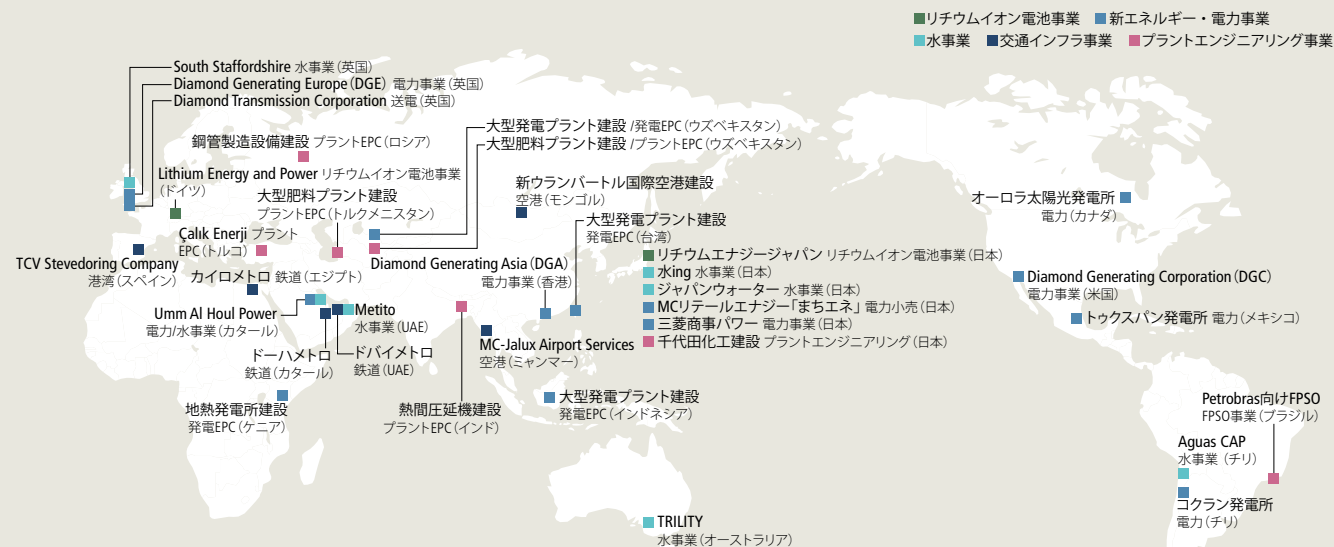 リチウムイオン電池事業 新エネルギー・電力事業
水事業 交通インフラ事業 プラントエンジニアリング事業
South Staffordshire 水事業(英国)
Diamond Generating Europe(DGE) 電力事業(英国)
Diamond Transmission Corporation 送電(英国)
鋼管製造設備建設 プラントEPC(ロシア)
Lithium Energy and Power リチウムイオン電池事業
(ドイツ)
大型肥料プラント建設
プラントEPC(トルクメニスタン)
Çalık Enerji プラント
EPC(トルコ)
TCV Stevedoring Company
港湾(スペイン)
カイロメトロ 鉄道(エジプト)
Umm Al Houl Power
電力/水事業(カタール)
Metito
水事業(UAE)
ドーハメトロ
鉄道(カタール)
ドバイメトロ
鉄道(UAE)
地熱発電所建設
発電EPC(ケニア)
大型発電プラント建設 /発電EPC(ウズベキスタン)
大型肥料プラント建設 /プラントEPC(ウズベキスタン)
新ウランバートル国際空港建設
空港(モンゴル)
大型発電プラント建設
発電EPC(台湾)
Diamond Generating Asia(DGA)
電力事業(香港)
リチウムエナジージャパン リチウムイオン電池事業(日本)
水ing 水事業(日本)
ジャパンウォーター 水事業(日本)
MCリテールエナジー「まちエネ」 電力小売(日本)
三菱商事パワー 電力事業(日本)
千代田化工建設 プラントエンジニアリング(日本)
MC-Jalux Airport Services
空港(ミャンマー)
熱間圧延機建設
プラントEPC(インド)
大型発電プラント建設
発電EPC(インドネシア)
TRILITY
水事業(オーストラリア)
オーロラ太陽光発電所
電力(カナダ)
Diamond Generating Corporation(DGC)
電力事業(米国)
トゥクスパン発電所 電力(メキシコ)
Petrobras向けFPSO
FPSO事業(ブラジル)
Aguas CAP
水事業(チリ)
コクラン発電所
電力(チリ)